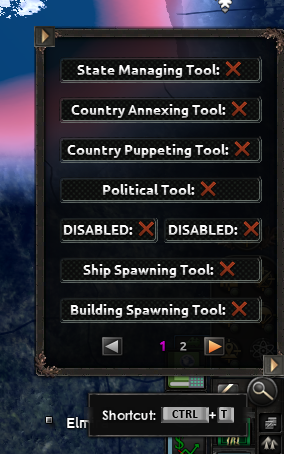 State Managing Tool:
Country Annexing Tool:
Country Puppeting Tool:
Political Tool:
DISABLED: DISABLED:
Ship Spawning Tool:
Building Spawning Tool:
1 2
Shortcut: CTRL + T